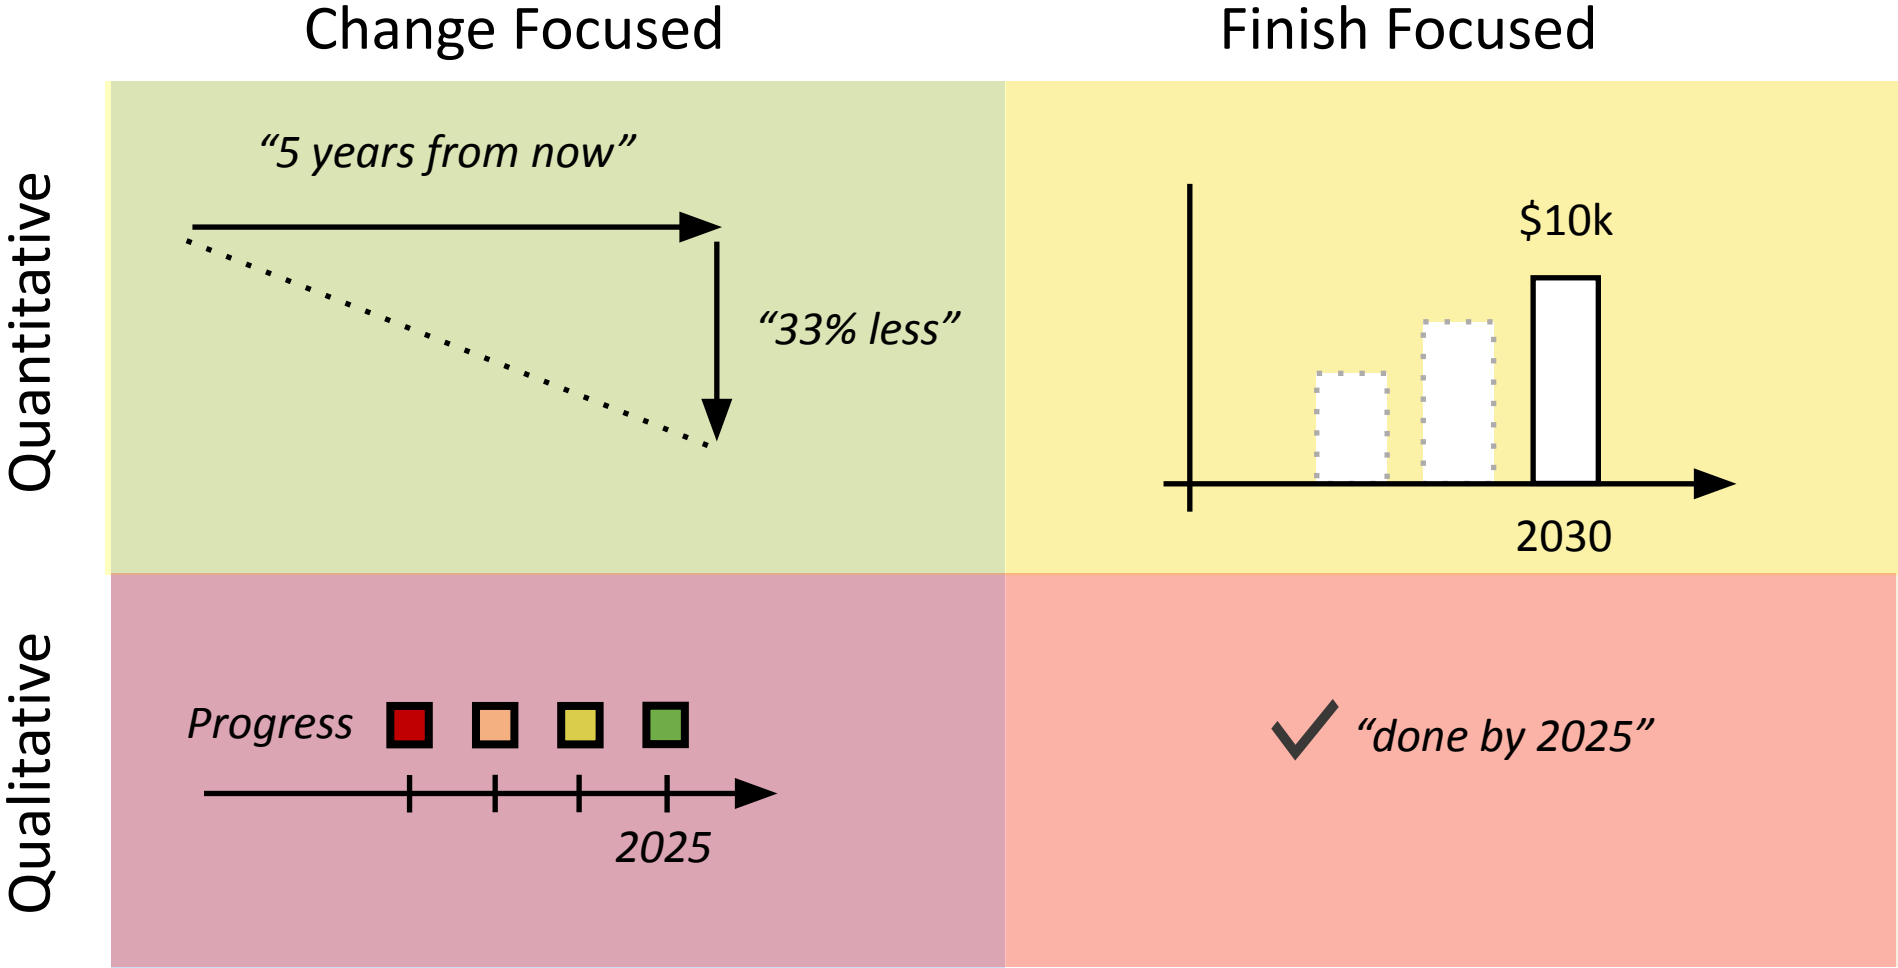 Change Focused
Finish Focused
Quantitative
“5 years from now”
“33% less”
$10k
2030
Qualitative
Progress
2025
“done by 2025”